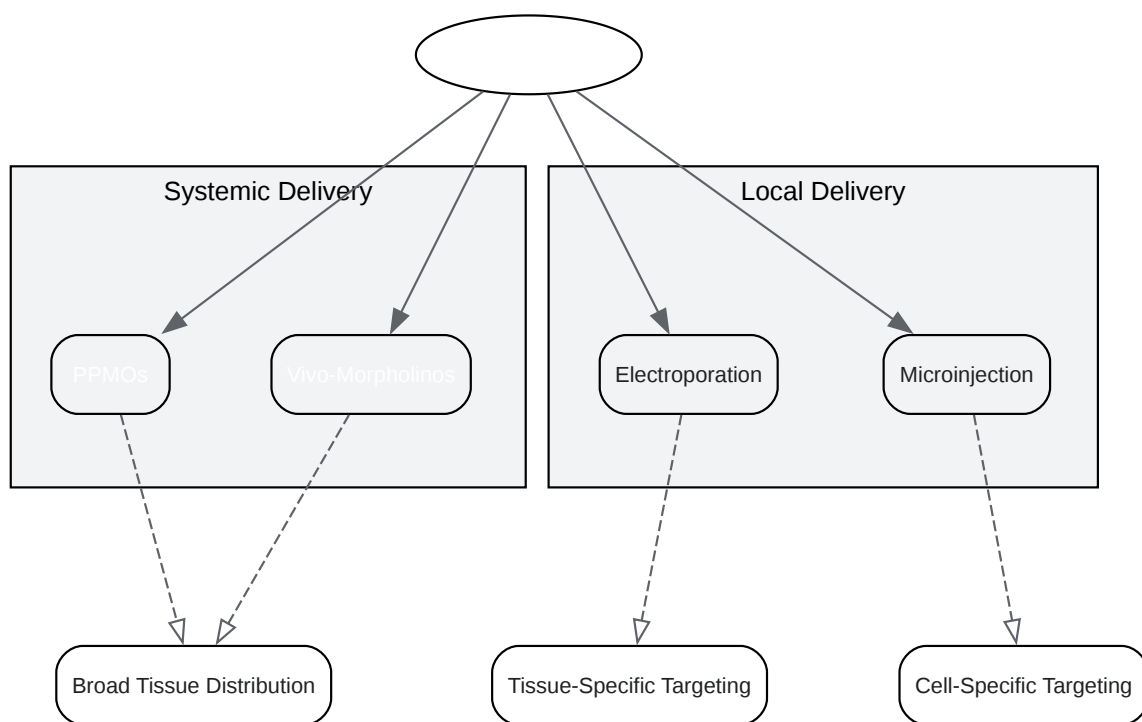 Systemic Delivery
Local Delivery
PPMOs
Vivo-Morpholinos
Electroporation
Microinjection
Broad Tissue Distribution
Tissue-Specific Targeting
Cell-Specific Targeting